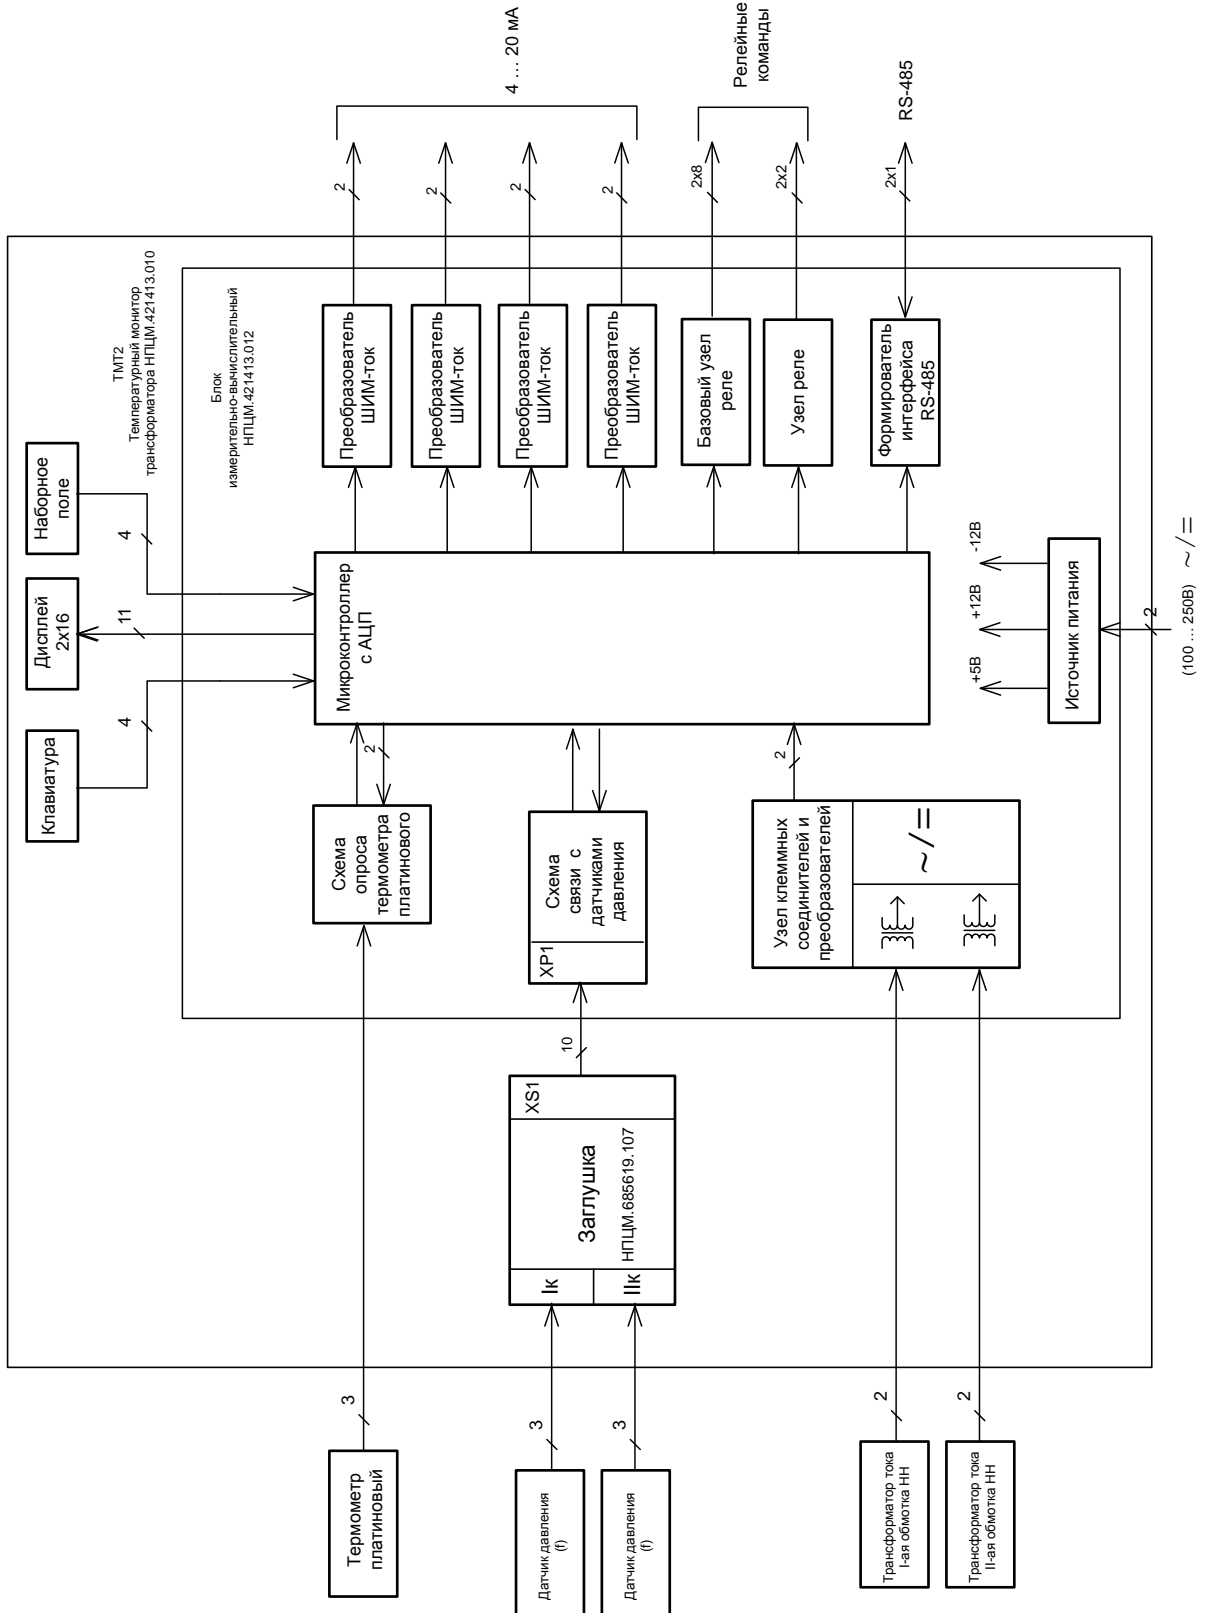 Термометр
платиновый
3
Схема
опроса
термометра
платинового
2
Клавиатура
4
Дисплей
2x16
11
Наборное
поле
4
ТМТ2
Температурный монитор
трансформатора НПЦМ.421413.010
Блок
измерительно-вычислительный
НПЦМ.421413.012
Микроконтроллер
с АЦП
Преобразователь
ШИМ-ток
2
Преобразователь
ШИМ-ток
2
Преобразователь
ШИМ-ток
2
Преобразователь
ШИМ-ток
2
4 ... 20 мА
Базовый узел
реле
2x8
Узел реле
2x2
Релейные
команды
Формирователь
интерфейса
RS-485
2x1
RS-485
Датчик давления
(f)
3
Датчик давления
(f)
3
Iк
IIк
Заглушка
НПЦМ.685619.107
XS1
10
XP1
Схема
связи с
датчиками
давления
Трансформатор тока
I-ая обмотка НН
2
Трансформатор тока
II-ая обмотка НН
2
Узел клеммных
соединителей и
преобразователей
~/=
2
Источник питания
+5В
+12В
-12В
2
(100 ... 250В) ~/=